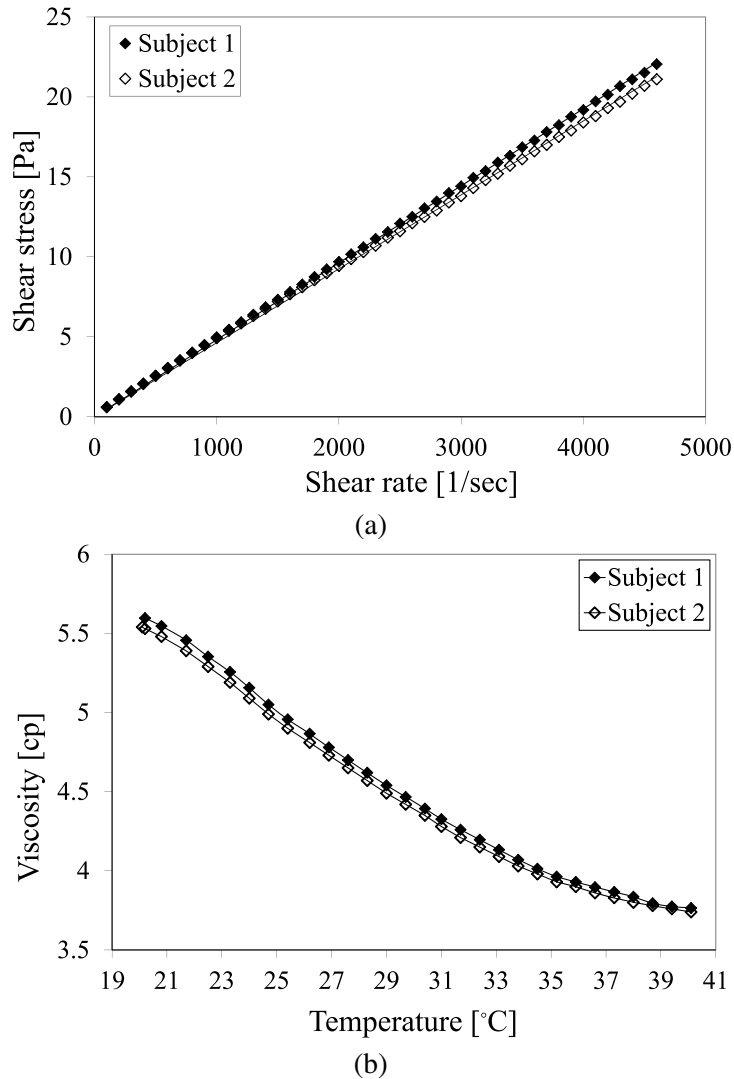 25
20
15
10
5
0
Shear stress [Pa]
Subject 1
Subject 2
0 1000 2000 3000 4000 5000
Shear rate [1/sec]
(a)
6
5.5
5
4.5
4
3.5
Viscosity [cp]
Subject 1
Subject 2
19 21 23 25 27 29 31 33 35 37 39 41
Temperature [°C]
(b)